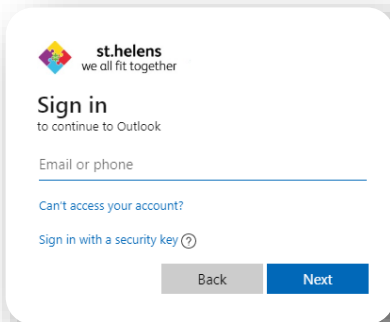 st.helens
we all fit together
Sign in
to continue to Outlook
Email or phone
Can't access your account?
Sign in with a security key ?
Back
Next